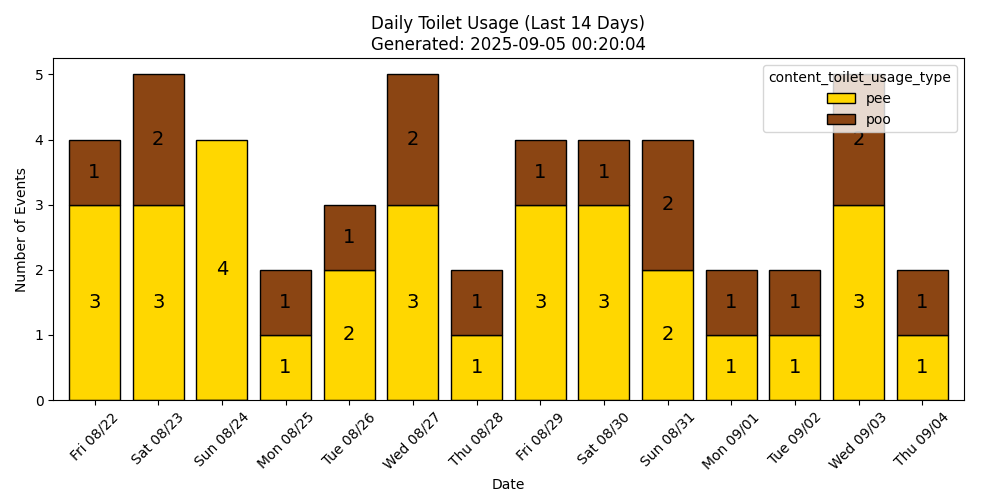 Daily Toilet Usage (Last 14 Days)
Generated: 2025-09-05 00:20:04
content_toilet_usage_type
pee
poo
Number of Events
5
4
3
2
1
0
1 2 2 1 1 2 1 1 1 2 1 1 2 1
3 3 4 1 2 3 1 3 3 2 1 1 3 1
Fri 08/22
Sat 08/23
Sun 08/24
Mon 08/25
Tue 08/26
Wed 08/27
Thu 08/28
Fri 08/29
Sat 08/30
Sun 08/31
Mon 09/01
Tue 09/02
Wed 09/03
Thu 09/04
Date